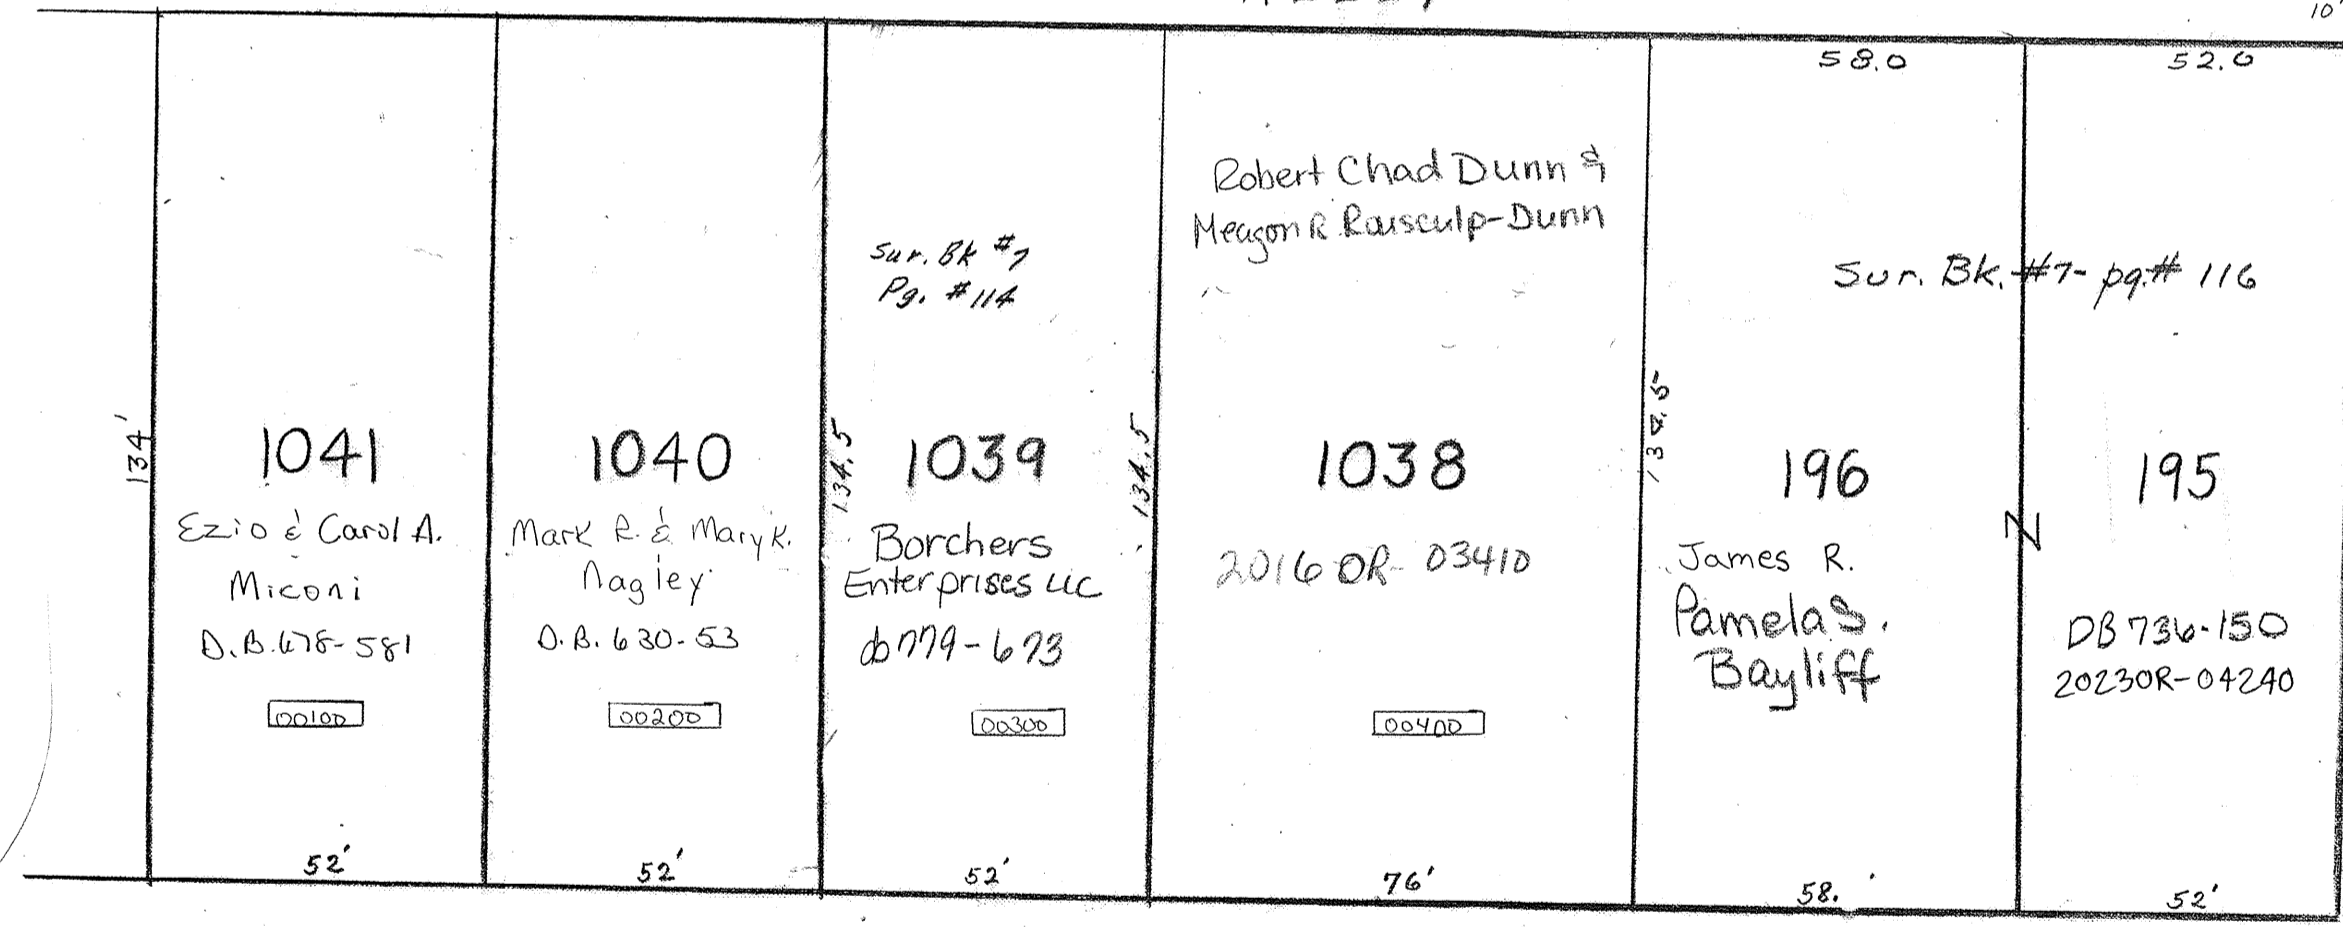 10'
58.0
52.0
134'
1041
Ezio & Carol A.
Miconi
D.B. 678-581
00100
52'
1040
Mark R. & Mary K.
Nagley
D.B. 630-53
00200
52'
134.5
Sur. Bk #7
Pg. #114
1039
Borchers
Enterprises LLC
db 779-673
00300
52'
134.5
Robert Chad Dunn &
Meagon R. Rausculp-Dunn
1038
2016 OR- 03410
00400
76'
134.5
Sur. Bk. #7- pg.# 116
196
James R.
Pamela S.
Bayliff
58.'
Z
195
DB 736-150
2023OR-04240
52'